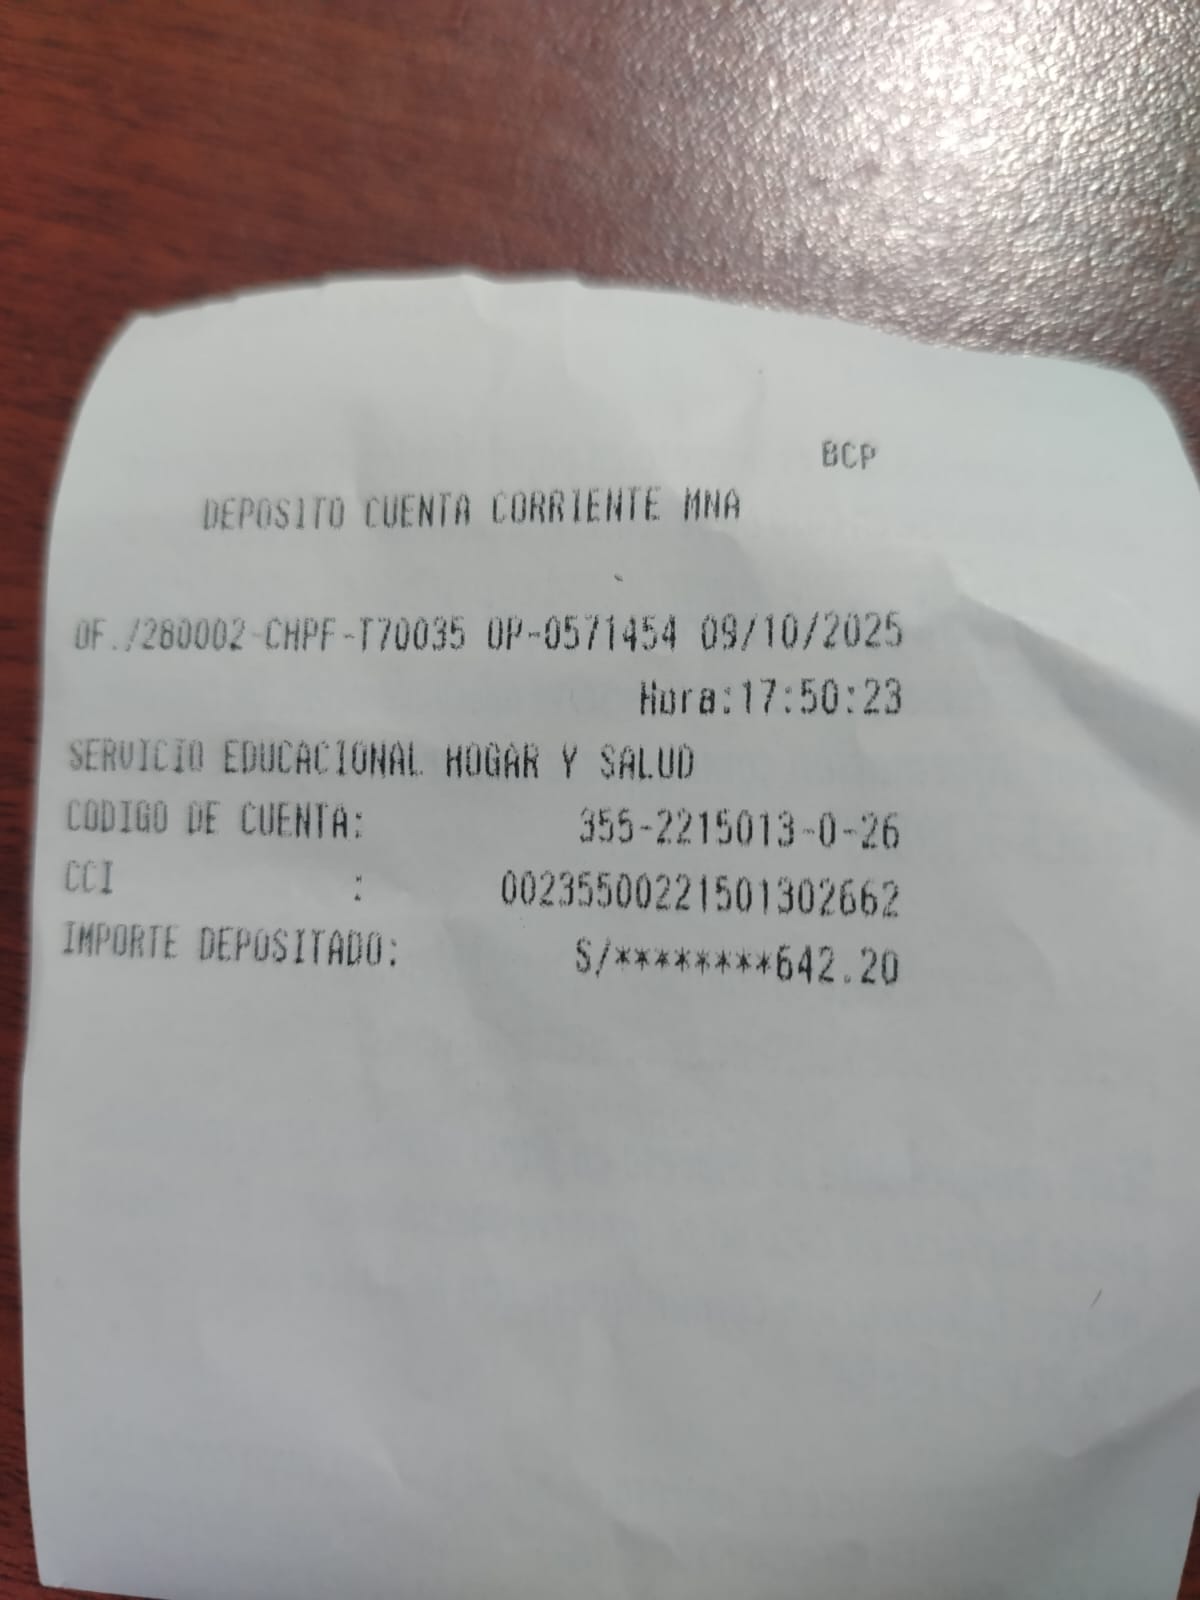 BCP
DEPOSITO CUENTA CORRIENTE MNA
OF./280002-CHPF-T70035 OP-0571454 09/10/2025
Hora:17:50:23
SERVICIO EDUCACIONAL HOGAR Y SALUD
CODIGO DE CUENTA: 355-2215013-0-26
CCI : 00235500221501302662
IMPORTE DEPOSITADO: S/********642.20